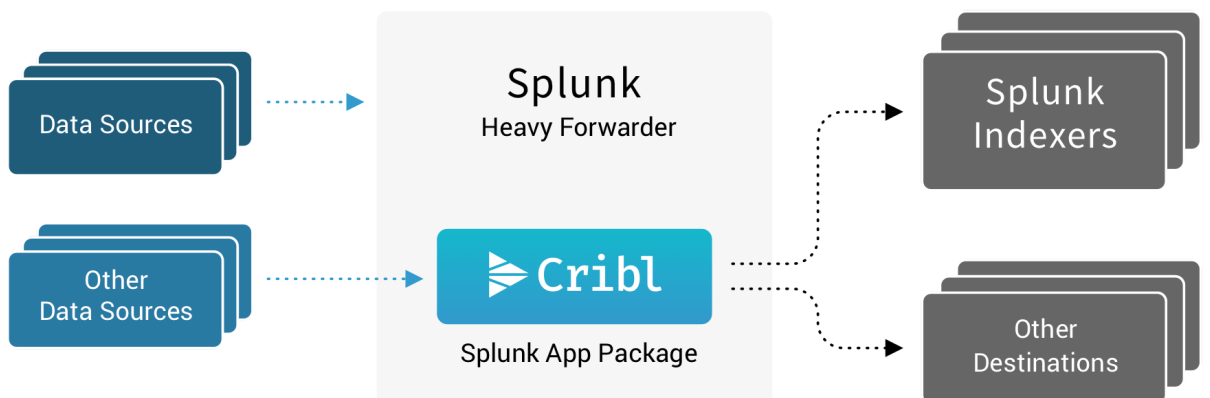 Data Sources
Other
Data Sources
Splunk
Heavy Forwarder
Cribl
Splunk App Package
Splunk
Indexers
Other
Destinations